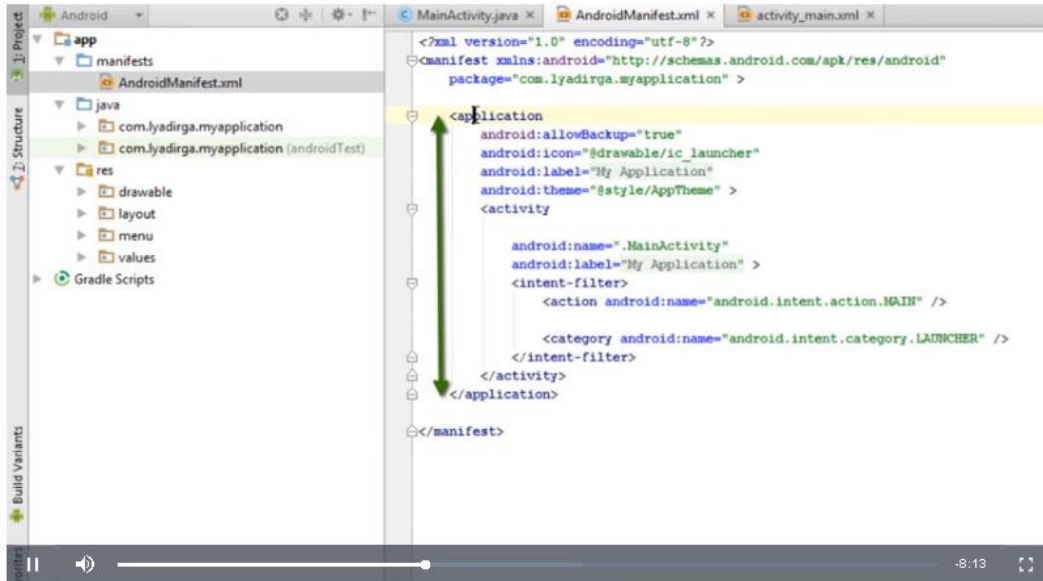 1: Project
2: Structure
Build Variants
Android
app
manifests
AndroidManifest.xml
java
com.lyadirga.myapplication
com.lyadirga.myapplication (androidTest)
res
drawable
layout
menu
values
Gradle Scripts
MainActivity.java
AndroidManifest.xml
activity_main.xml
<?xml version="1.0" encoding="utf-8"?>
<manifest xmlns:android="http://schemas.android.com/apk/res/android"
package="com.lyadirga.myapplication" >
<application
android:allowBackup="true"
android:icon="@drawable/ic_launcher"
android:label="My Application"
android:theme="@style/AppTheme" >
<activity
android:name=".MainActivity"
android:label="My Application" >
<intent-filter>
<action android:name="android.intent.action.MAIN" />
<category android:name="android.intent.category.LAUNCHER" />
</intent-filter>
</activity>
</application>
</manifest>
-8:13